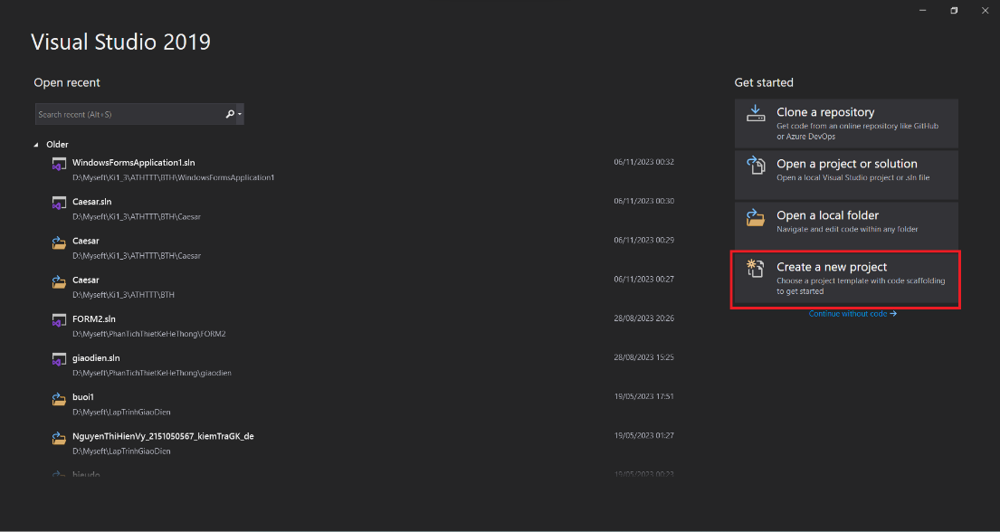 Visual Studio 2019
Open recent
Search recent (Alt+S)
Older
WindowsFormsApplication1.sln
06/11/2023 00:32
D:\Myseft\Ki1_3\ATHTTT\BTH\WindowsFormsApplication1
Caesar.sln
06/11/2023 00:30
D:\Myseft\Ki1_3\ATHTTT\BTH\Caesar
Caesar
06/11/2023 00:29
D:\Myseft\Ki1_3\ATHTTT\BTH\Caesar
Caesar
06/11/2023 00:27
D:\Myseft\Ki1_3\ATHTTT\BTH
FORM2.sln
28/08/2023 20:26
D:\Myseft\PhanTichThietKeHeThong\FORM2
giaodien.sln
28/08/2023 15:25
D:\Myseft\PhanTichThietKeHeThong\giaodien
buoi1
19/05/2023 17:51
D:\Myseft\LapTrinhGiaoDien
NguyenThiHienVy_2151050567_kiemTraGK_de
19/05/2023 01:27
D:\Myseft\LapTrinhGiaoDien
hieudo
19/05/2023 00:23
Get started
Clone a repository
Get code from an online repository like GitHub
or Azure DevOps
Open a project or solution
Open a local Visual Studio project or .sln file
Open a local folder
Navigate and edit code within any folder
Create a new project
Choose a project template with code scaffolding
to get started
Continue without code